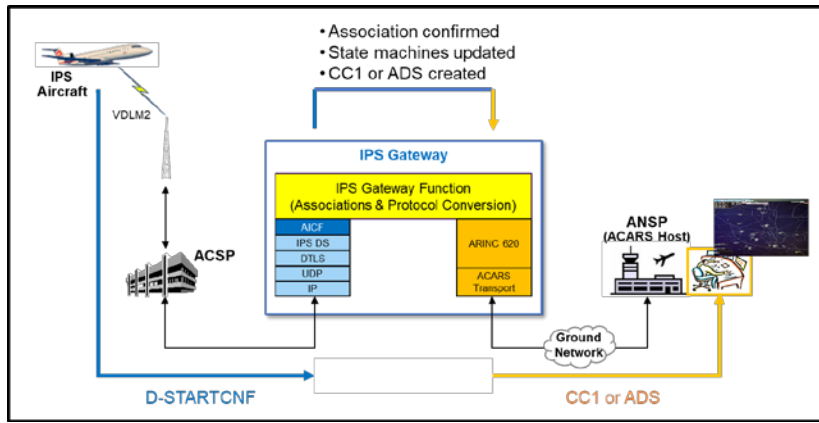 • Association confirmed
• State machines updated
• CC1 or ADS created
IPS
Aircraft
VDLM2
IPS Gateway
IPS Gateway Function
(Associations & Protocol Conversion)
AICF
IPS DS
DTLS
UDP
IP
ARINC 620
ACARS
Transport
ACSP
ANSP
(ACARS Host)
Ground
Network
D-STARTCNF
CC1 or ADS